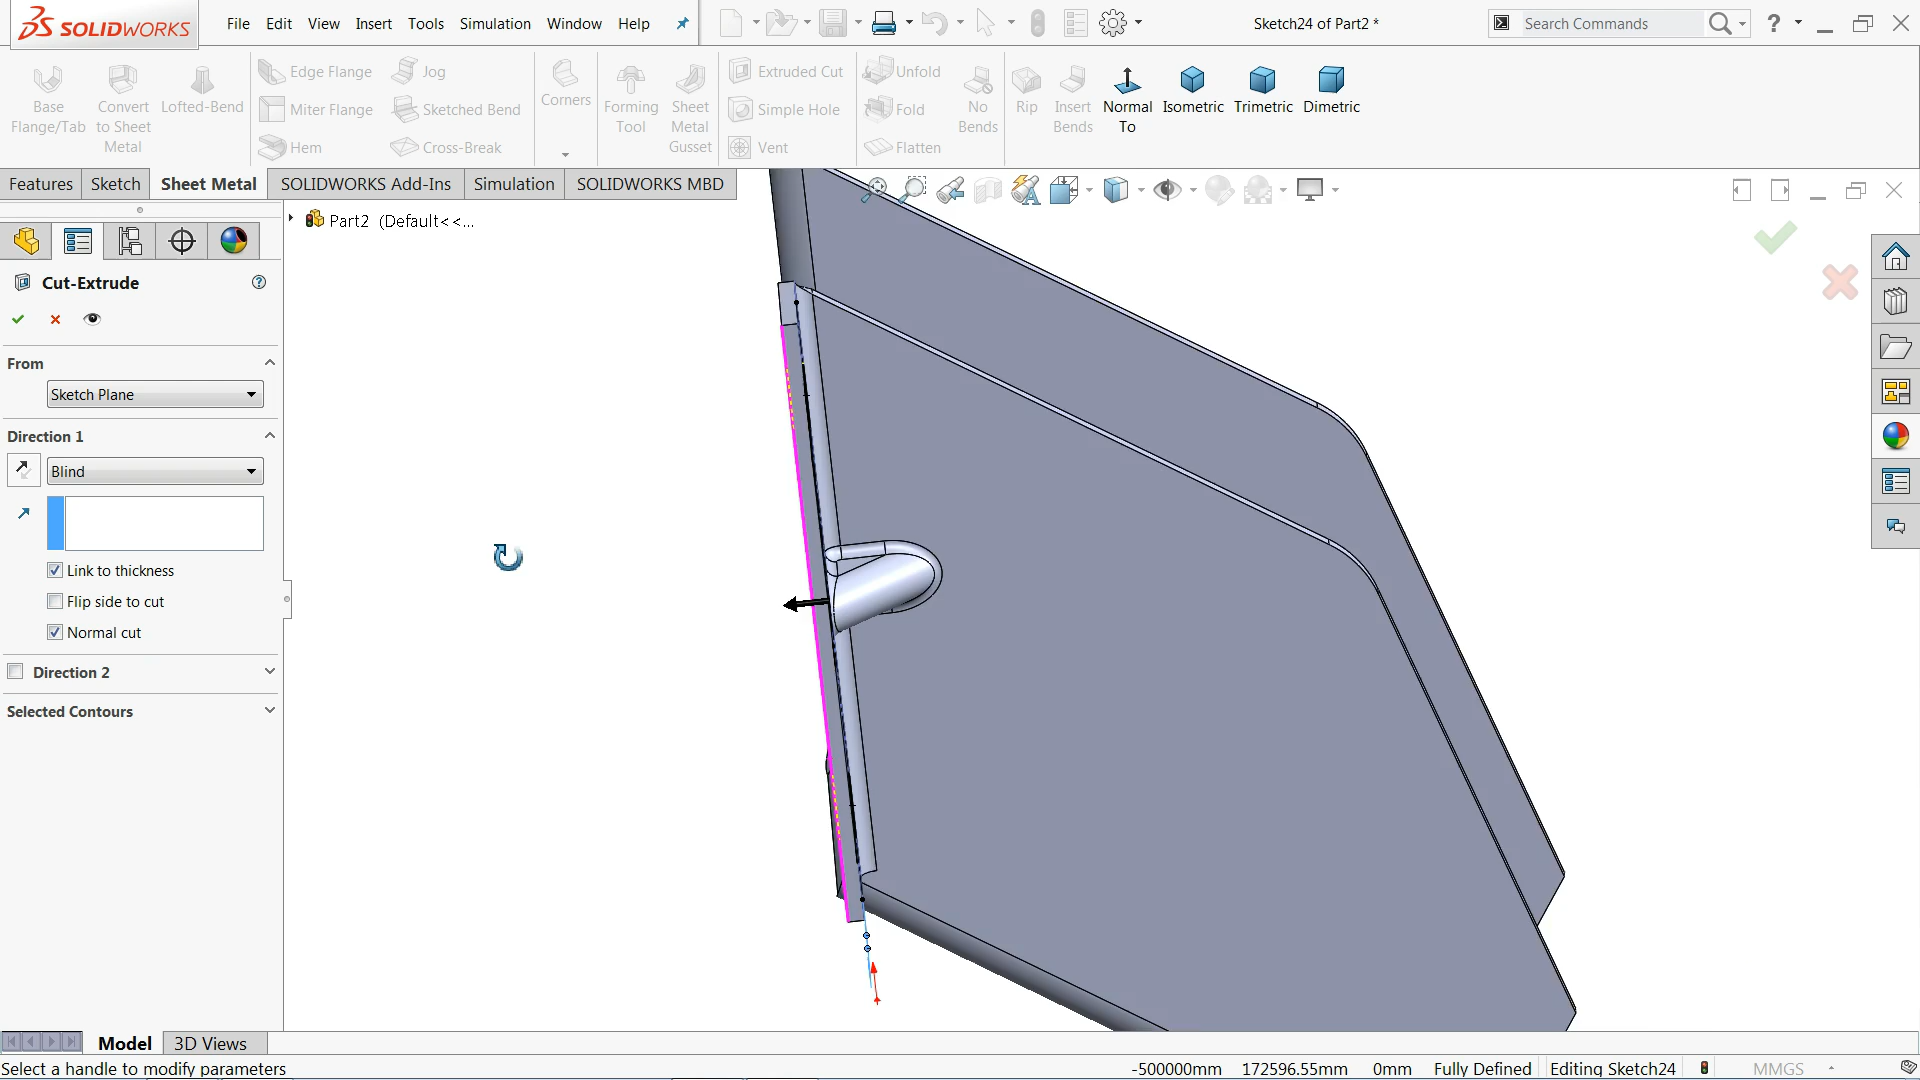 SOLIDWORKS
File Edit View Insert Tools Simulation Window Help
Sketch24 of Part2 *
Search Commands
?
Base Flange/Tab
Convert to Sheet Metal
Lofted-Bend
Edge Flange
Miter Flange
Hem
Jog
Sketched Bend
Cross-Break
Corners
Forming Tool
Sheet Metal Gusset
Extruded Cut
Simple Hole
Vent
Unfold
Fold
Flatten
No Bends
Rip
Insert Bends
Normal To
Isometric
Trimetric
Dimetric
Features Sketch Sheet Metal SOLIDWORKS Add-Ins Simulation SOLIDWORKS MBD
Part2 (Default<<...
Cut-Extrude
?
From
Sketch Plane
Direction 1
Blind
Link to thickness
Flip side to cut
Normal cut
Direction 2
Selected Contours
Model 3D Views
Select a handle to modify parameters
-500000mm 172596.55mm 0mm Fully Defined Editing Sketch24 MMGS